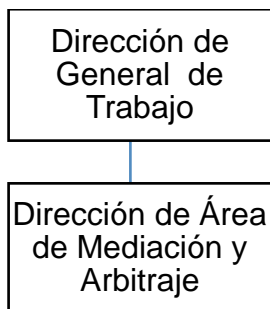 Dirección de
General  de
Trabajo
Dirección de Área
de Mediación y
Arbitraje